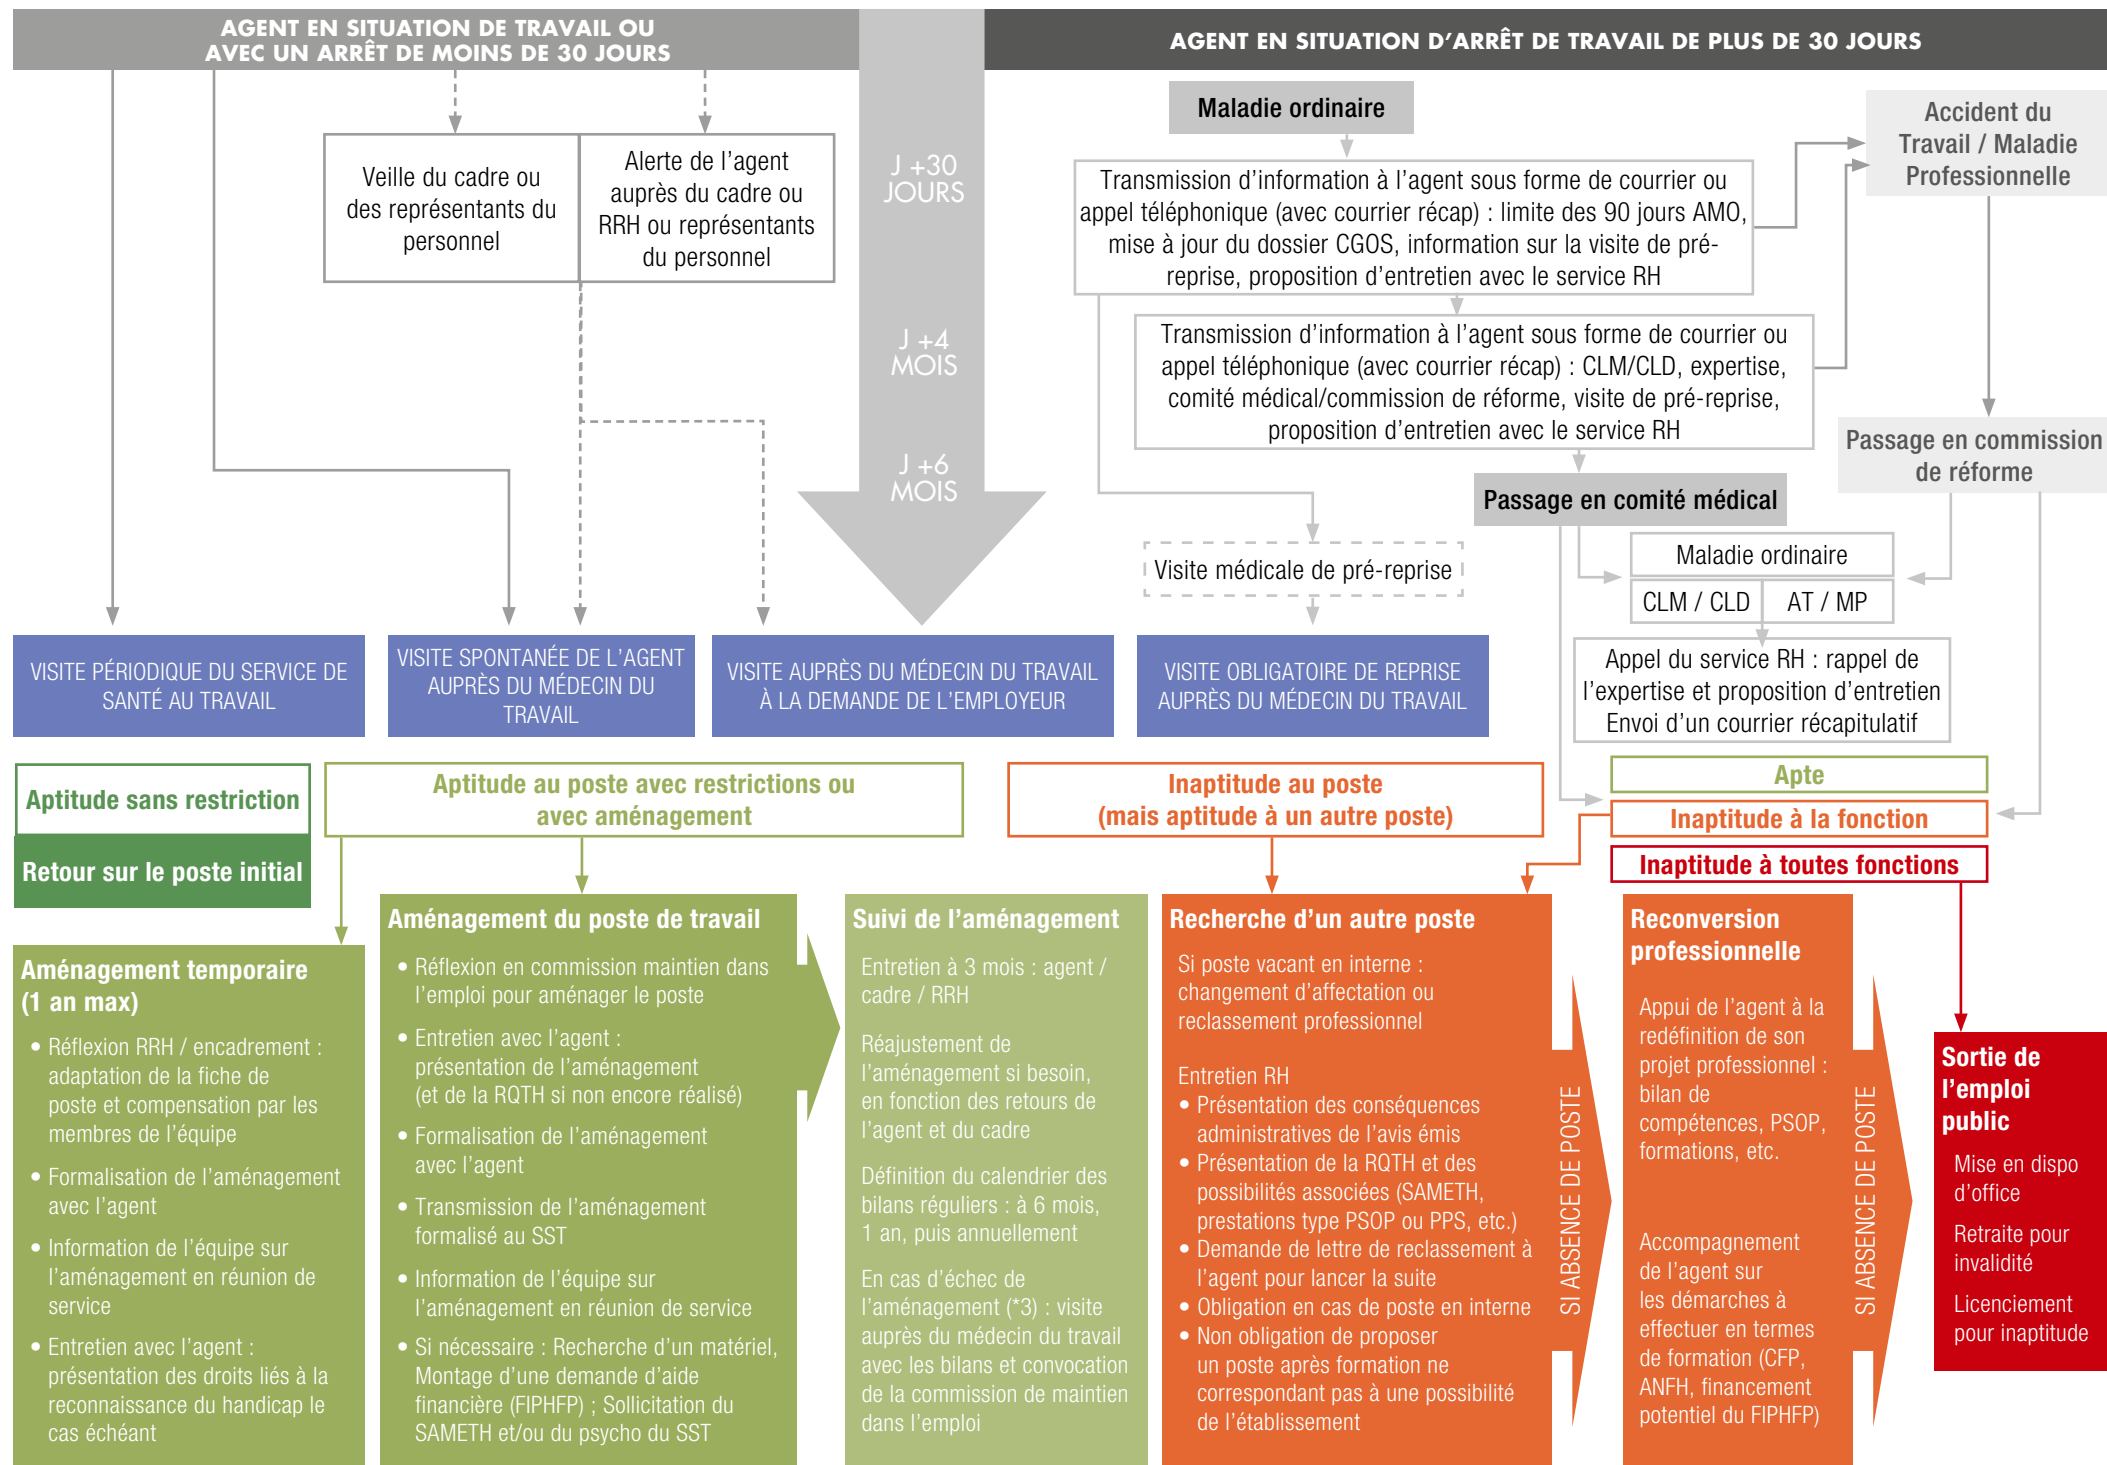 AGENT EN SITUATION DE TRAVAIL OU
AVEC UN ARRÊT DE MOINS DE 30 JOURS
AGENT EN SITUATION D'ARRÊT DE TRAVAIL DE PLUS DE 30 JOURS
Veille du cadre ou
des représentants du
personnel
Alerte de l'agent
auprès du cadre ou
RRH ou représentants
du personnel
J +30
JOURS
J +4
MOIS
J +6
MOIS
Maladie ordinaire
Transmission d'information à l'agent sous forme de courrier ou
appel téléphonique (avec courrier récap) : limite des 90 jours AMO,
mise à jour du dossier CGOS, information sur la visite de pré-
reprise, proposition d'entretien avec le service RH
Transmission d'information à l'agent sous forme de courrier ou
appel téléphonique (avec courrier récap) : CLM/CLD, expertise,
comité médical/commission de réforme, visite de pré-reprise,
proposition d'entretien avec le service RH
Accident du
Travail / Maladie
Professionnelle
Passage en commission
de réforme
Passage en comité médical
Visite médicale de pré-reprise
Maladie ordinaire
CLM / CLD
AT / MP
Appel du service RH : rappel de
l'expertise et proposition d'entretien
Envoi d'un courrier récapitulatif
VISITE PÉRIODIQUE DU SERVICE DE
SANTÉ AU TRAVAIL
VISITE SPONTANÉE DE L'AGENT
AUPRÈS DU MÉDECIN DU
TRAVAIL
VISITE AUPRÈS DU MÉDECIN DU TRAVAIL
À LA DEMANDE DE L'EMPLOYEUR
VISITE OBLIGATOIRE DE REPRISE
AUPRÈS DU MÉDECIN DU TRAVAIL
Aptitude sans restriction
Retour sur le poste initial
Aptitude au poste avec restrictions ou
avec aménagement
Inaptitude au poste
(mais aptitude à un autre poste)
Apte
Inaptitude à la fonction
Inaptitude à toutes fonctions
Aménagement temporaire
(1 an max)
• Réflexion RRH / encadrement :
adaptation de la fiche de
poste et compensation par les
membres de l'équipe
• Formalisation de l'aménagement
avec l'agent
• Information de l'équipe sur
l'aménagement en réunion de
service
• Entretien avec l'agent :
présentation des droits liés à la
reconnaissance du handicap le
cas échéant
Aménagement du poste de travail
• Réflexion en commission maintien dans
l'emploi pour aménager le poste
• Entretien avec l'agent :
présentation de l'aménagement
(et de la RQTH si non encore réalisé)
• Formalisation de l'aménagement
avec l'agent
• Transmission de l'aménagement
formalisé au SST
• Information de l'équipe sur
l'aménagement en réunion de service
• Si nécessaire : Recherche d'un matériel,
Montage d'une demande d'aide
financière (FIPHFP) ; Sollicitation du
SAMETH et/ou du psycho du SST
Suivi de l'aménagement
Entretien à 3 mois : agent /
cadre / RRH
Réajustement de
l'aménagement si besoin,
en fonction des retours de
l'agent et du cadre
Définition du calendrier des
bilans réguliers : à 6 mois,
1 an, puis annuellement
En cas d'échec de
l'aménagement (*3) : visite
auprès du médecin du travail
avec les bilans et convocation
de la commission de maintien
dans l'emploi
Recherche d'un autre poste
Si poste vacant en interne :
changement d'affectation ou
reclassement professionnel
Entretien RH
• Présentation des conséquences
administratives de l'avis émis
• Présentation de la RQTH et des
possibilités associées (SAMETH,
prestations type PSOP ou PPS, etc.)
• Demande de lettre de reclassement à
l'agent pour lancer la suite
• Obligation en cas de poste en interne
• Non obligation de proposer
un poste après formation ne
correspondant pas à une possibilité
de l'établissement
SI ABSENCE DE POSTE
Reconversion
professionnelle
Appui de l'agent à la
redéfinition de son
projet professionnel :
bilan de
compétences, PSOP,
formations, etc.
Accompagnement
de l'agent sur
les démarches à
effectuer en termes
de formation (CFP,
ANFH, financement
potentiel du FIPHFP)
SI ABSENCE DE POSTE
Sortie de
l'emploi
public
Mise en dispo
d'office
Retraite pour
invalidité
Licenciement
pour inaptitude